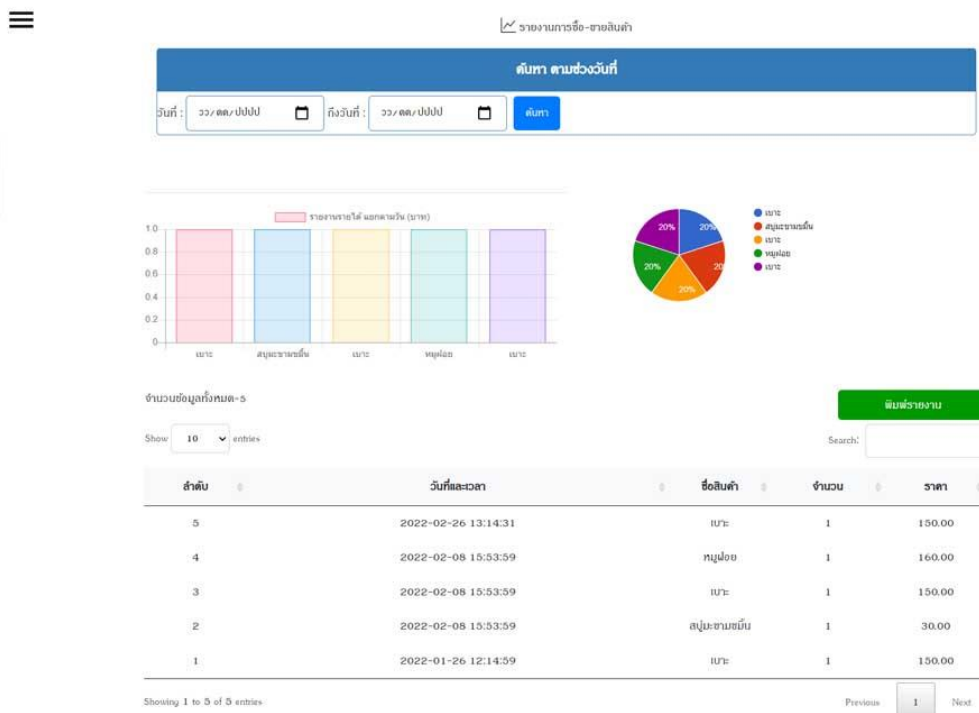 รายงานการซื้อ-ขายสินค้า
ค้นหา ตามช่วงวันที่
วันที่ : วว/ดด/ปปปป ถึงวันที่ : วว/ดด/ปปปป ค้นหา
รายงานรายได้ แยกตามวัน (บาท)
1.0
0.8
0.6
0.4
0.2
0
เบาะ สบู่มะขามขมิ้น เบาะ หมูฝอย เบาะ
20% 20% 20% 20% 20
เบาะ
สบู่มะขามขมิ้น
เบาะ
หมูฝอย
เบาะ
จำนวนข้อมูลทั้งหมด=5
พิมพ์รายงาน
Show 10 entries Search:
ลำดับ วันที่และเวลา ชื่อสินค้า จำนวน ราคา
5 2022-02-26 13:14:31 เบาะ 1 150.00
4 2022-02-08 15:53:59 หมูฝอย 1 160.00
3 2022-02-08 15:53:59 เบาะ 1 150.00
2 2022-02-08 15:53:59 สบู่มะขามขมิ้น 1 30.00
1 2022-01-26 12:14:59 เบาะ 1 150.00
Showing 1 to 5 of 5 entries Previous 1 Next